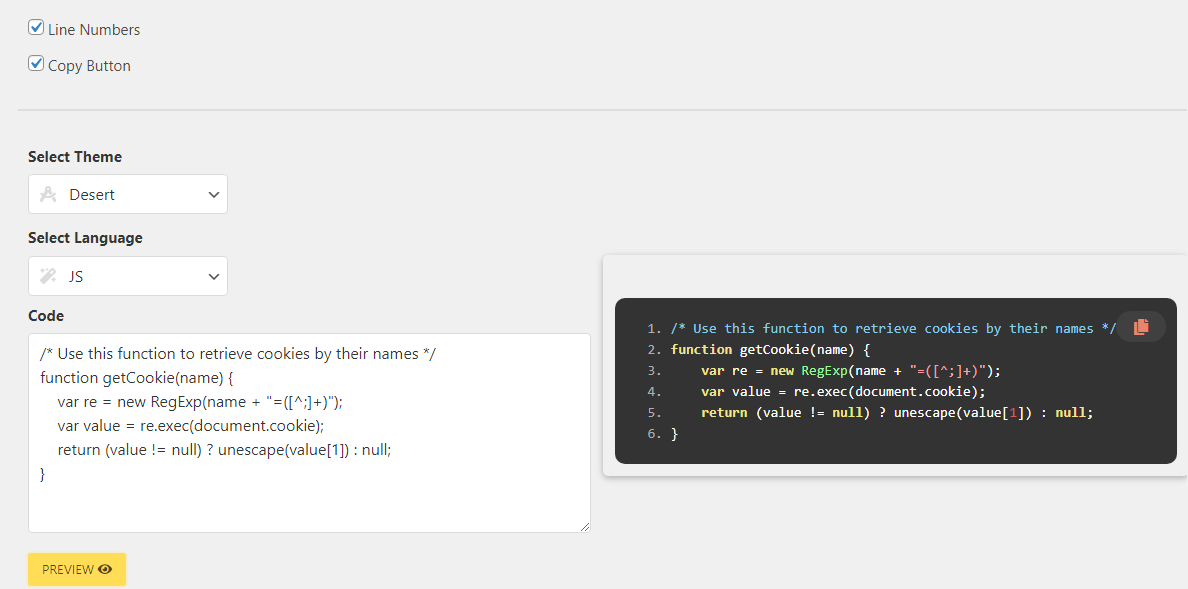 Line Numbers
Copy Button
Select Theme
Desert
Select Language
JS
Code
/* Use this function to retrieve cookies by their names */
function getCookie(name) {
    var re = new RegExp(name + "=([^;]+)");
    var value = re.exec(document.cookie);
    return (value != null) ? unescape(value[1]) : null;
}
PREVIEW
1. /* Use this function to retrieve cookies by their names */
2. function getCookie(name) {
3.     var re = new RegExp(name + "=([^;]+)");
4.     var value = re.exec(document.cookie);
5.     return (value != null) ? unescape(value[1]) : null;
6. }